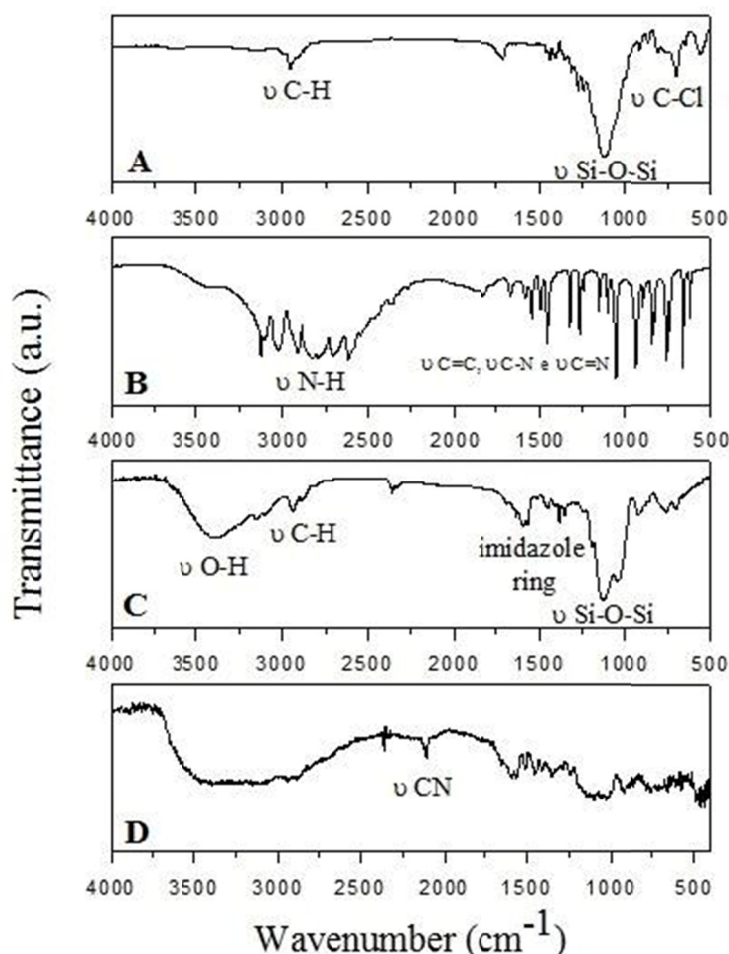 υ C-H
υ C-Cl
A
υ Si-O-Si
4000 3500 3000 2500 2000 1500 1000 500
υ N-H
υ C=C, υC-N e υC=N
B
4000 3500 3000 2500 2000 1500 1000 500
υ O-H
υ C-H
imidazole
ring
C
υ Si-O-Si
4000 3500 3000 2500 2000 1500 1000 500
υ CN
D
4000 3500 3000 2500 2000 1500 1000 500
Transmittance (a.u.)
Wavenumber (cm-1)